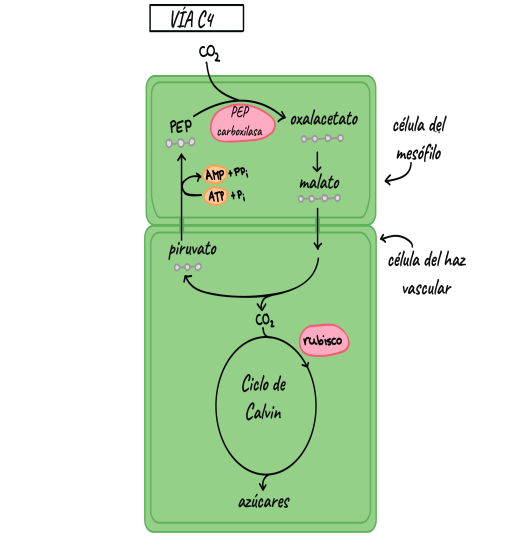 VÍA C4
CO₂
PEP
PEP
carboxilasa
oxalacetato
AMP + PPi
ATP + Pi
malato
célula del
mesófilo
piruvato
célula del haz
vascular
CO₂
rubisco
Ciclo de
Calvin
azúcares